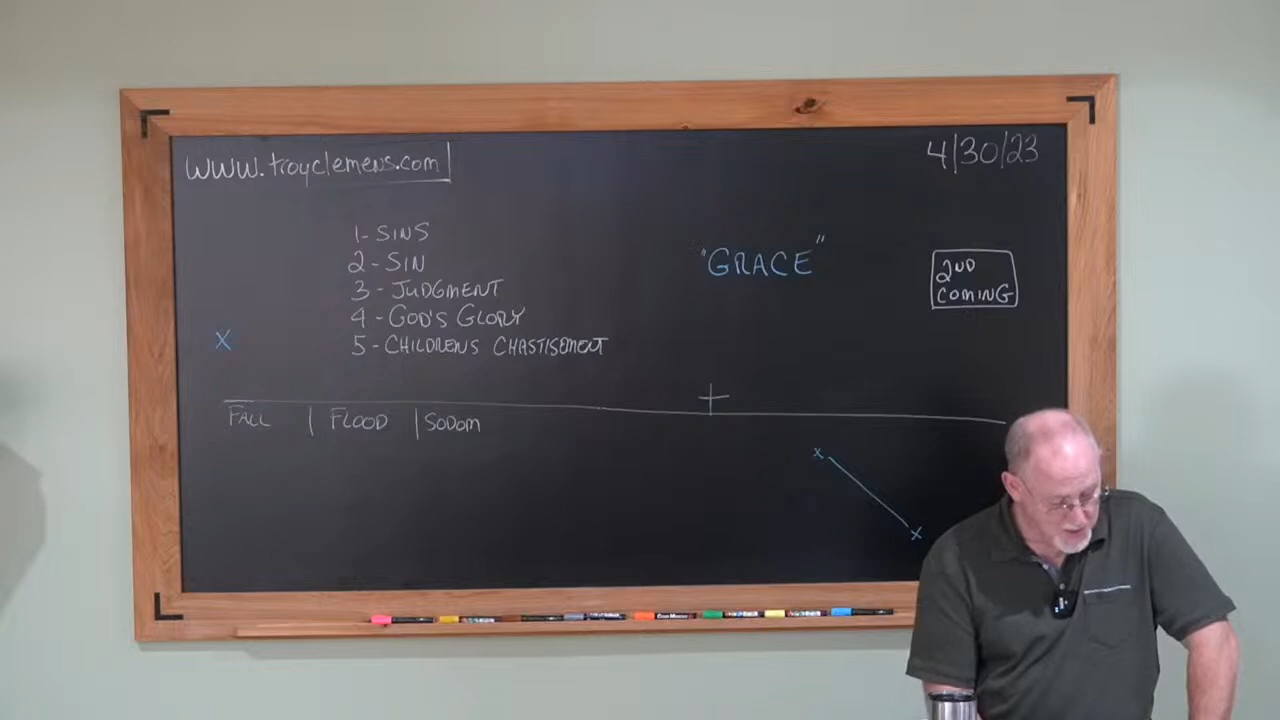 www.troyclemens.com
4/30/23
1- SINS
2 - SIN
3 - JUDGMENT
4 - GOD'S GLORY
5 - CHILDRENS CHASTISEMENT
"GRACE"
2ND
COMING
X
FALL | FLOOD | SODOM
x
x